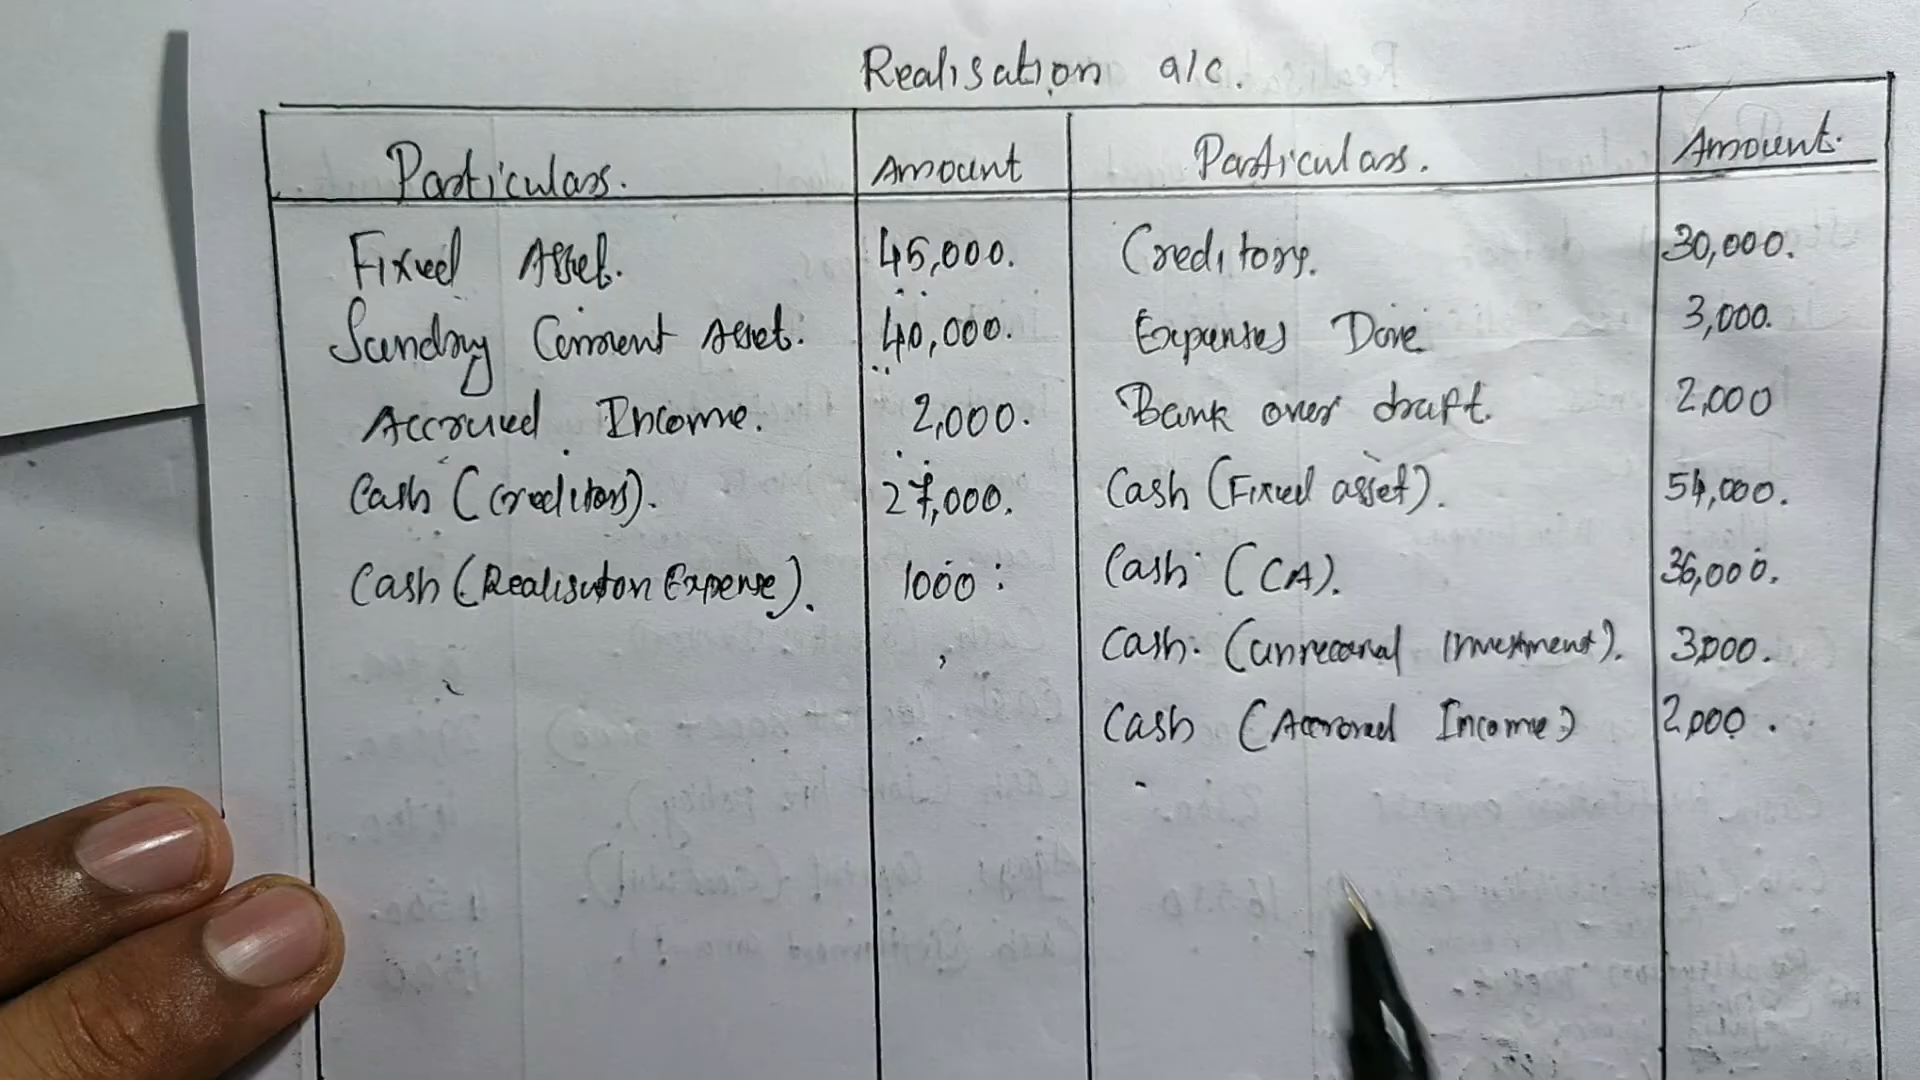 Realisation a/c.
Particulars. Amount Particulars. Amount.
Fixed Asset. 45,000. Creditors. 30,000.
Sundry Current Asset. 40,000. Expenses Due 3,000.
Accrued Income. 2,000. Bank over draft. 2,000
Cash (Creditors). 27,000. Cash (Fixed asset). 54,000.
Cash (Realisation Expense). 1000 Cash (CA). 36,000.
Cash. (unrecorded Investment). 3000.
Cash (Accrued Income) 2,000.